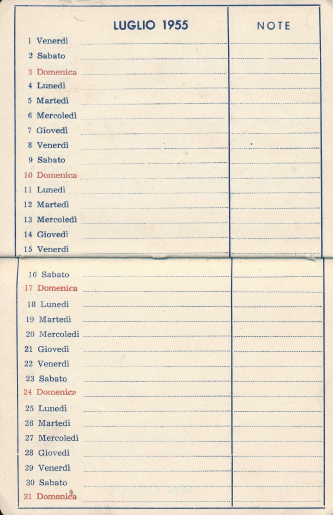 LUGLIO 1955 NOTE
1 Venerdì
2 Sabato
3 Domenica
4 Lunedì
5 Martedì
6 Mercoledì
7 Giovedì
8 Venerdì
9 Sabato
10 Domenica
11 Lunedì
12 Martedì
13 Mercoledì
14 Giovedì
15 Venerdì
16 Sabato
17 Domenica
18 Lunedì
19 Martedì
20 Mercoledì
21 Giovedì
22 Venerdì
23 Sabato
24 Domenica
25 Lunedì
26 Martedì
27 Mercoledì
28 Giovedì
29 Venerdì
30 Sabato
31 Domenica